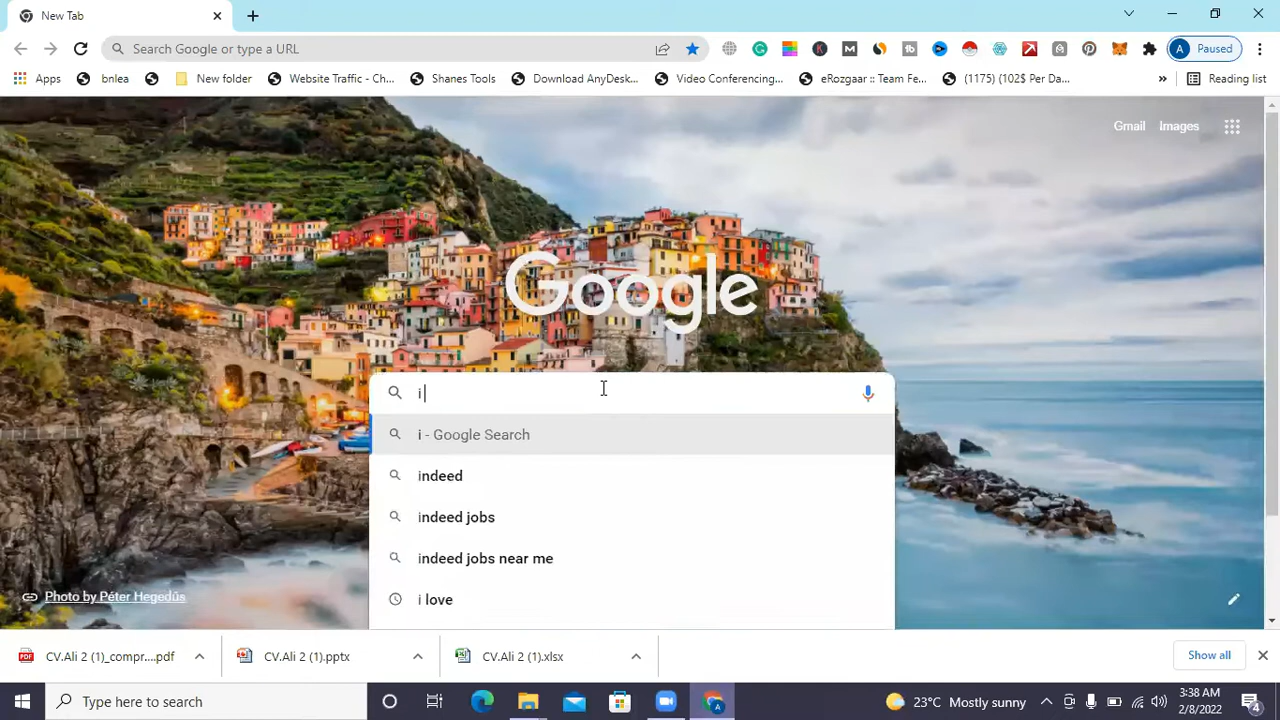 New Tab
Search Google or type a URL
Paused
Apps
bnlea
New folder
Website Traffic - Ch...
Shanes Tools
Download AnyDesk...
Video Conferencing...
eRozgaar :: Team Fe...
(1175) (102$ Per Da...
»
Reading list
Gmail
Images
Google
i
i - Google Search
indeed
indeed jobs
indeed jobs near me
i love
Photo by Péter Hegedűs
CV.Ali 2 (1)_compr....pdf
CV.Ali 2 (1).pptx
CV.Ali 2 (1).xlsx
Show all
Type here to search
23°C Mostly sunny
3:38 AM
2/8/2022
4